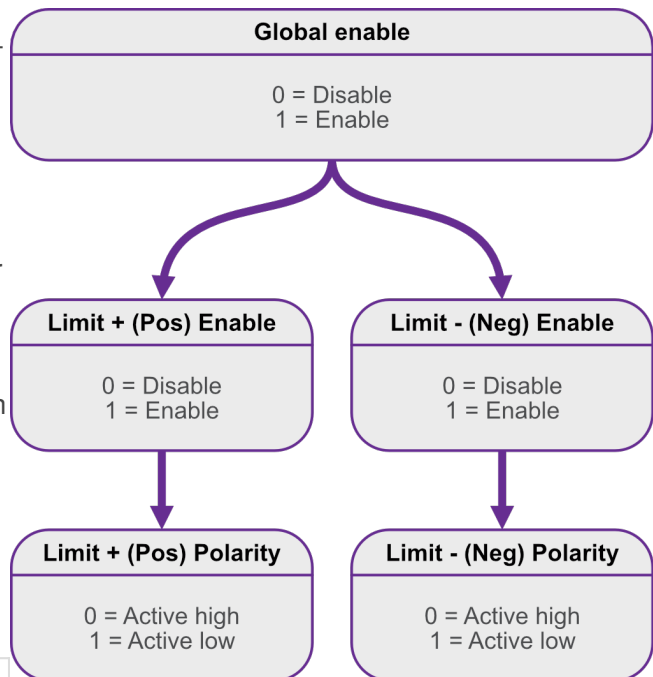 Global enable
0 = Disable
1 = Enable
Limit + (Pos) Enable
0 = Disable
1 = Enable
Limit - (Neg) Enable
0 = Disable
1 = Enable
Limit + (Pos) Polarity
0 = Active high
1 = Active low
Limit - (Neg) Polarity
0 = Active high
1 = Active low